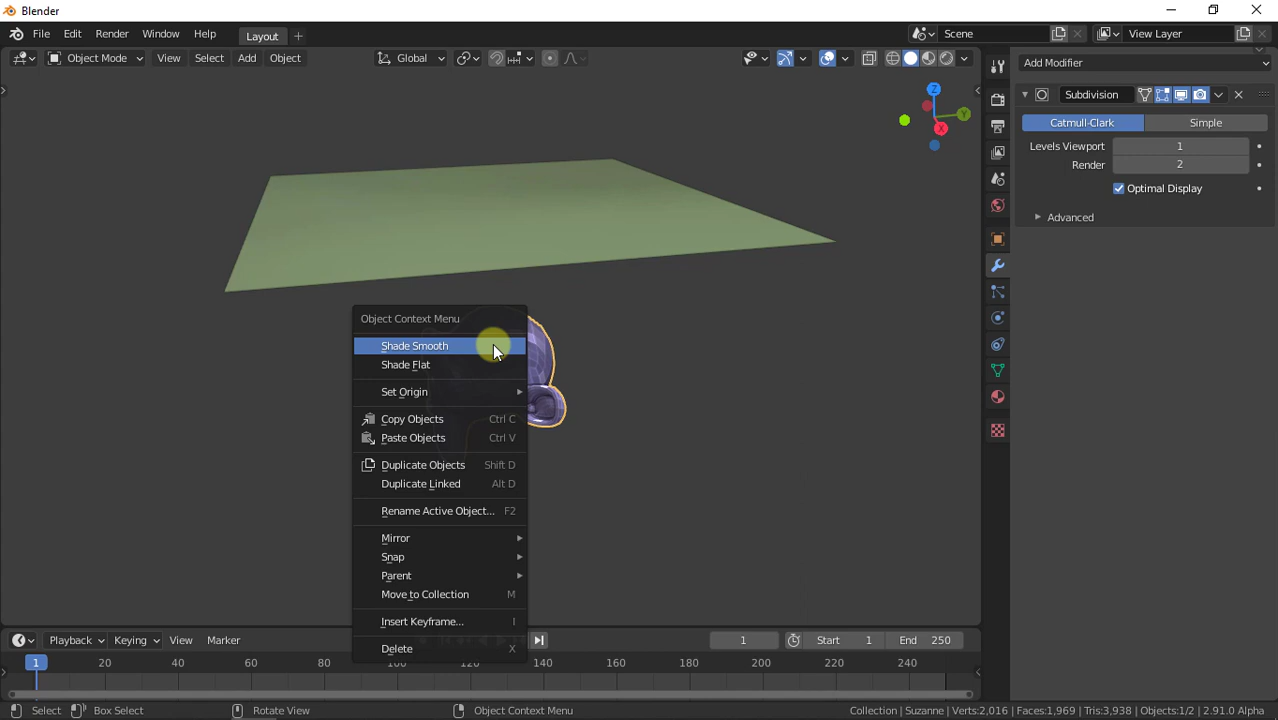 Blender
File Edit Render Window Help Layout Scene View Layer
Object Mode View Select Add Object Global
Z
Y
X
Add Modifier
Subdivision
Catmull-Clark Simple
Levels Viewport 1
Render 2
Optimal Display
Advanced
Object Context Menu
Shade Smooth
Shade Flat
Set Origin
Copy Objects Ctrl C
Paste Objects Ctrl V
Duplicate Objects Shift D
Duplicate Linked Alt D
Rename Active Object... F2
Mirror
Snap
Parent
Move to Collection M
Insert Keyframe... I
Delete X
Playback Keying View Marker 1 Start 1 End 250
1 20 40 60 80 100 120 140 160 180 200 220 240
Select Box Select Rotate View Object Context Menu Collection | Suzanne | Verts:2,016 | Faces:1,969 | Tris:3,938 | Objects:1/2 | 2.91.0 Alpha